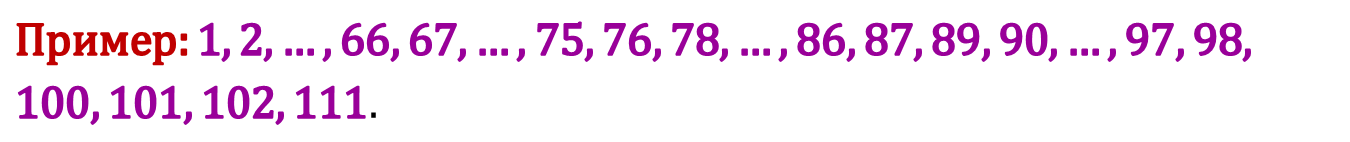 Пример: 1, 2, … , 66, 67, … , 75, 76, 78, … , 86, 87, 89, 90, … , 97, 98,
100, 101, 102, 111.